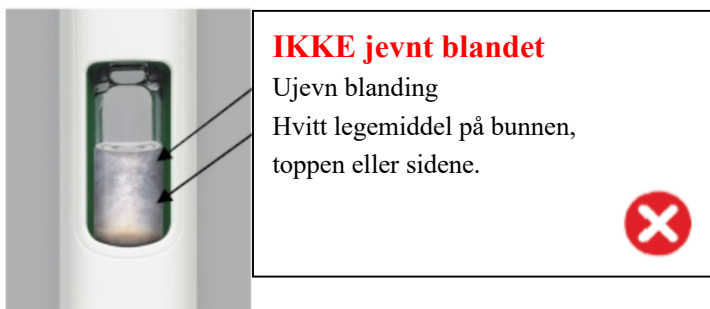 IKKE jevnt blandet
Ujevn blanding
Hvitt legemiddel på bunnen,
toppen eller sidene.